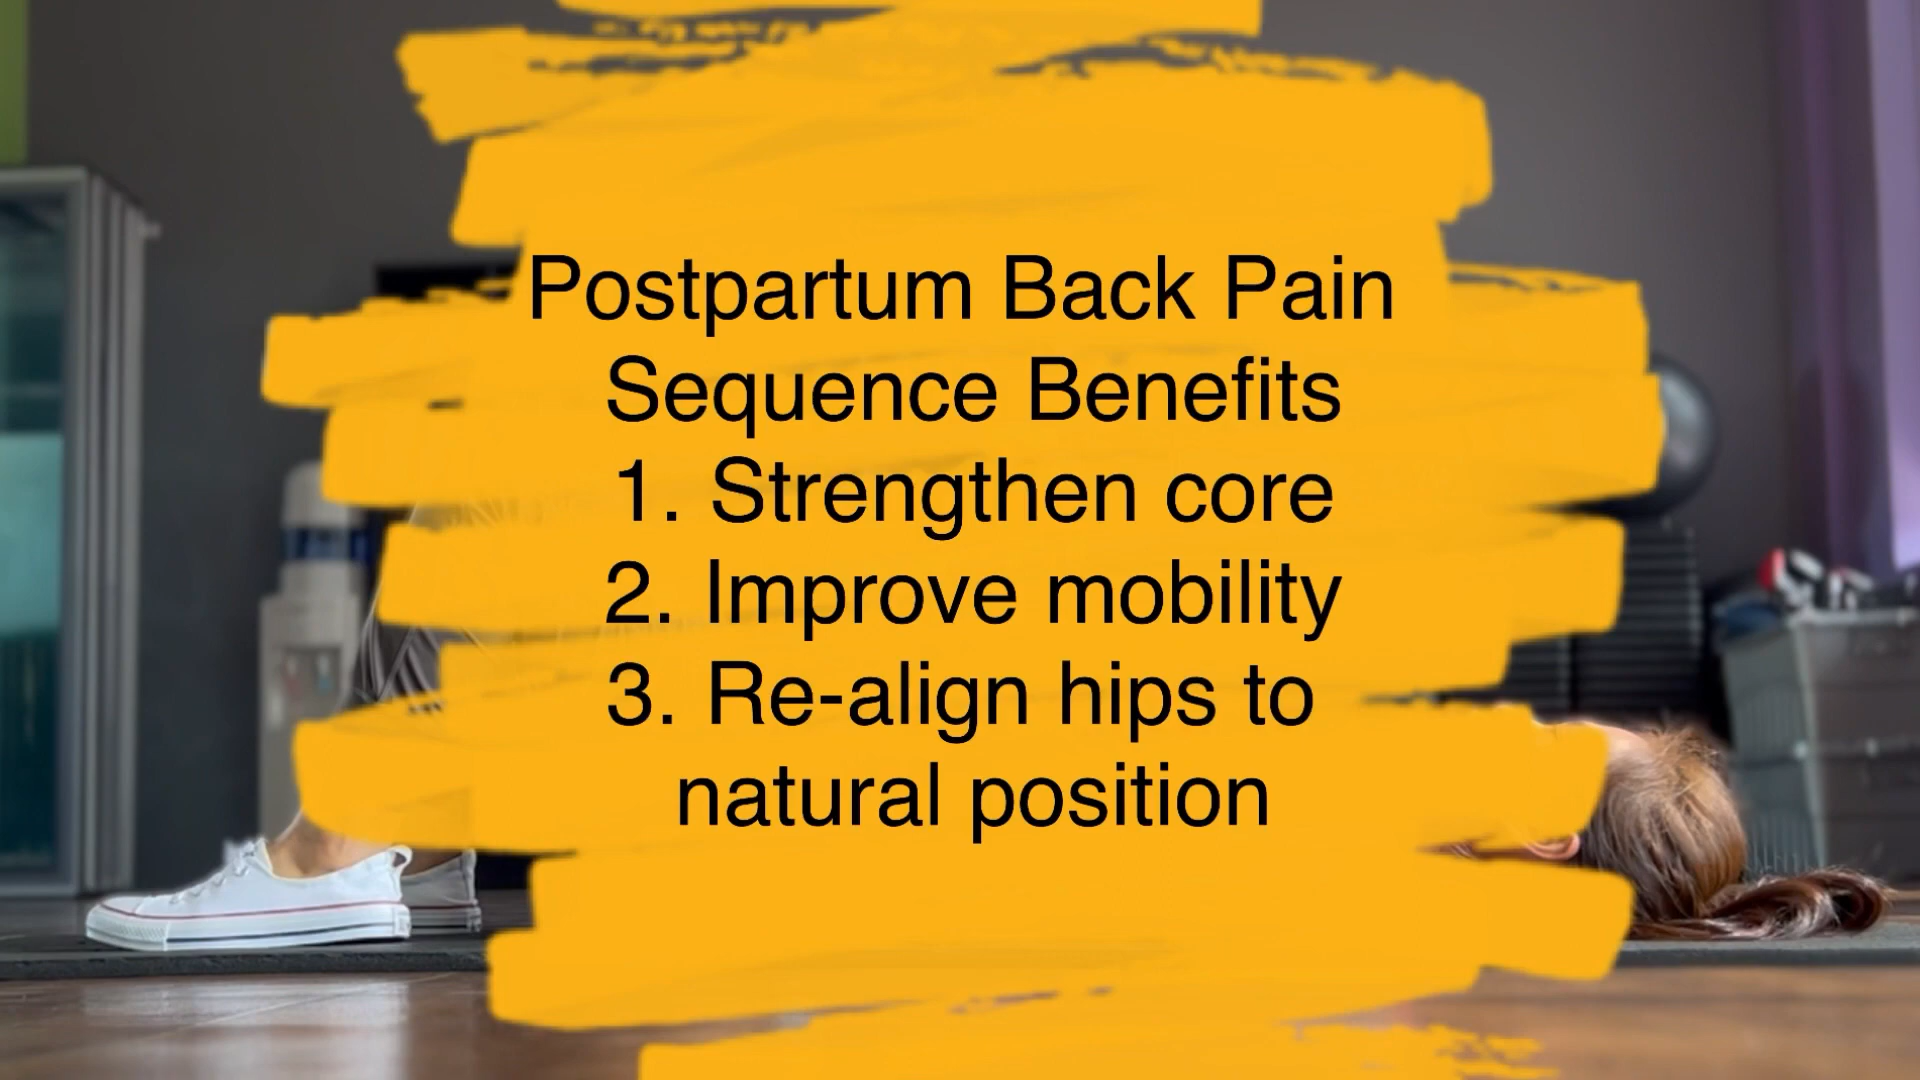 Postpartum Back Pain
Sequence Benefits
1. Strengthen core
2. Improve mobility
3. Re-align hips to
natural position